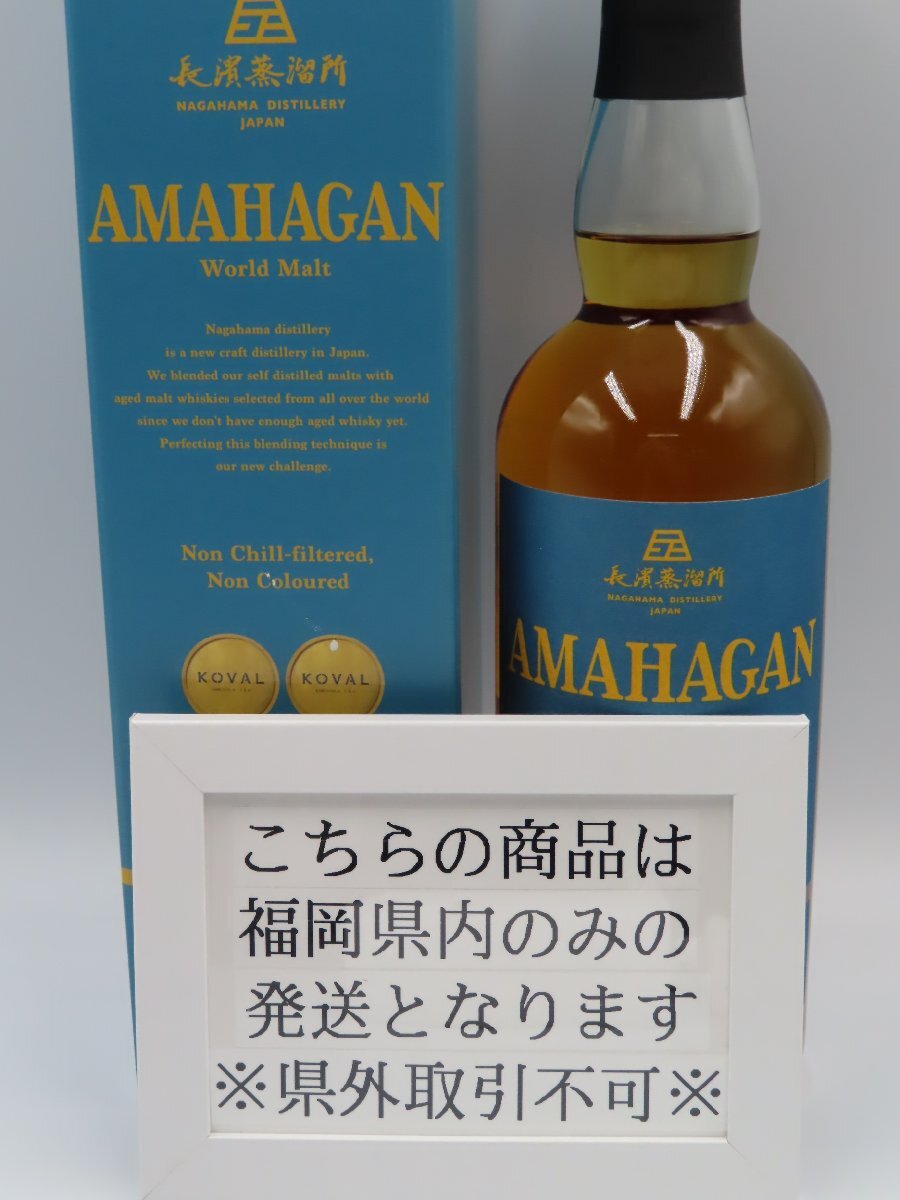 長濱蒸溜所
NAGAHAMA DISTILLERY
JAPAN
AMAHAGAN
World Malt
Nagahama distillery
is a new craft distillery in Japan.
We blended our self distilled malts with
aged malt whiskies selected from all over the world
since we don't have enough aged whisky yet.
Perfecting this blending technique is
our new challenge.
Non Chill-filtered,
Non Coloured
KOVAL
KOVAL
長濱蒸溜所
NAGAHAMA DISTILLERY
JAPAN
AMAHAGAN
こちらの商品は
福岡県内のみの
発送となります
※県外取引不可※